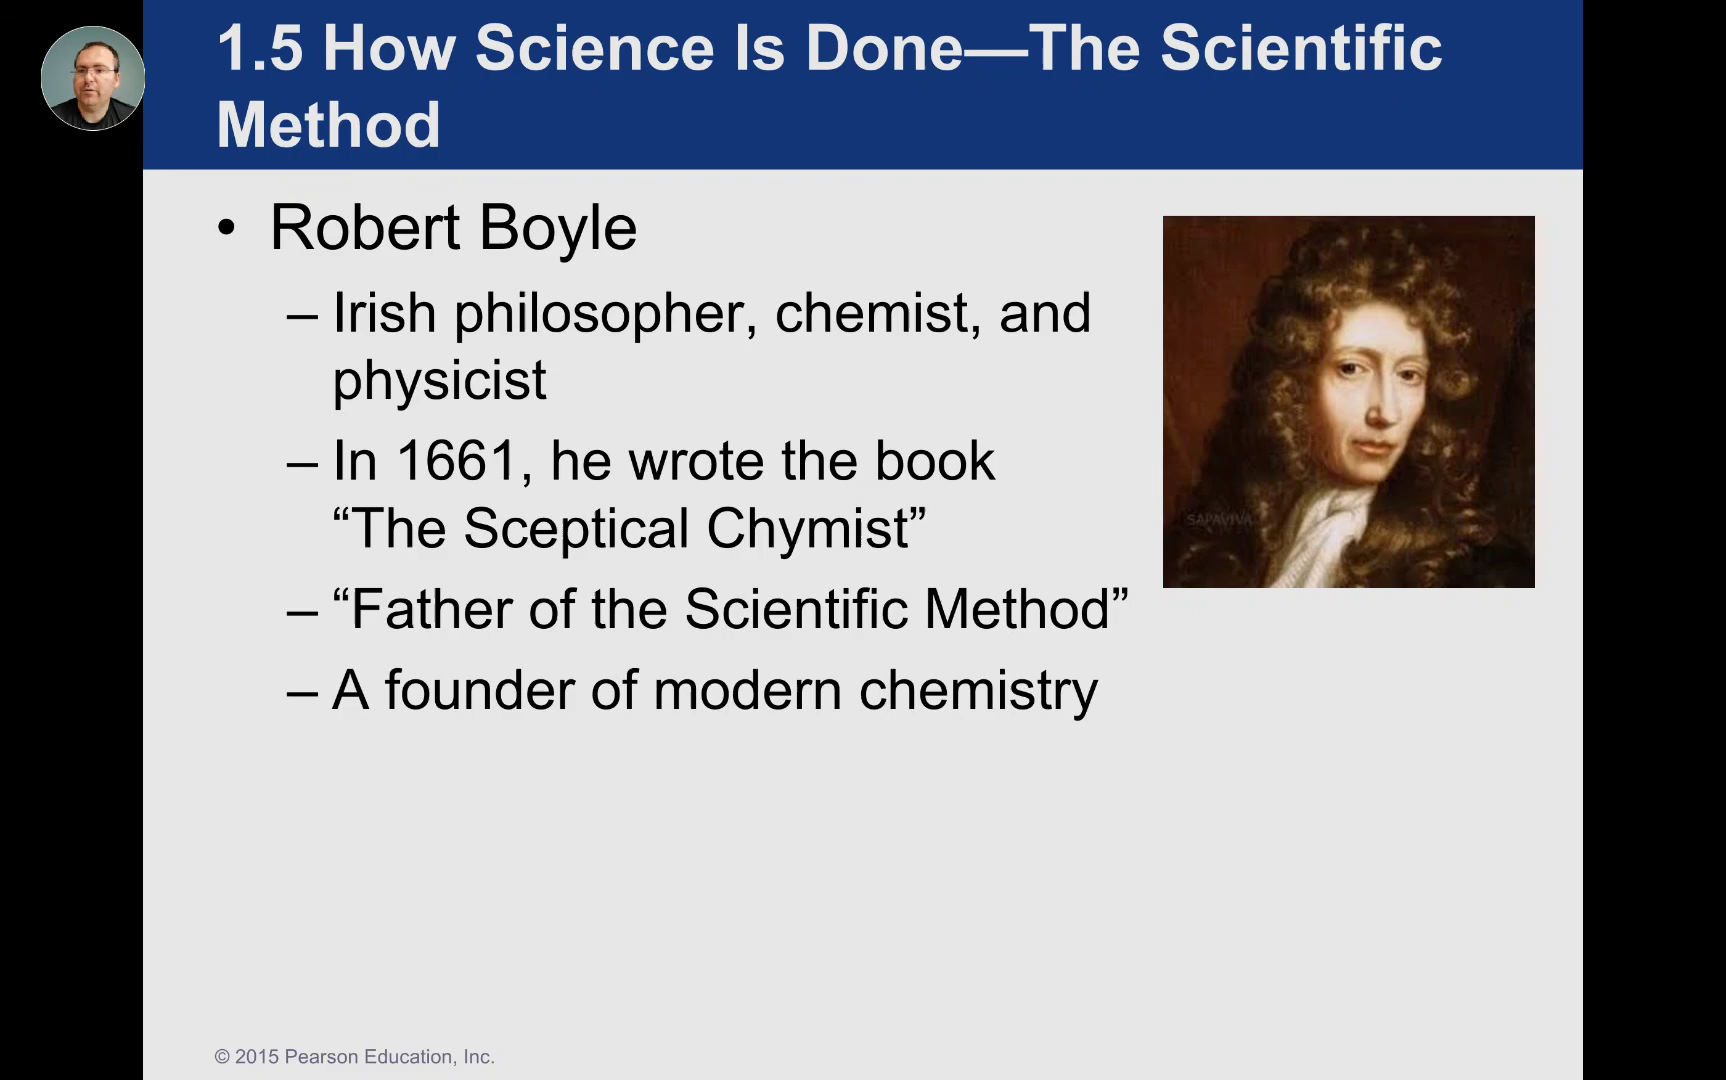 1.5 How Science Is Done—The Scientific
Method
• Robert Boyle
– Irish philosopher, chemist, and
physicist
– In 1661, he wrote the book
“The Sceptical Chymist”
– “Father of the Scientific Method”
– A founder of modern chemistry
SAPAVIVA
© 2015 Pearson Education, Inc.